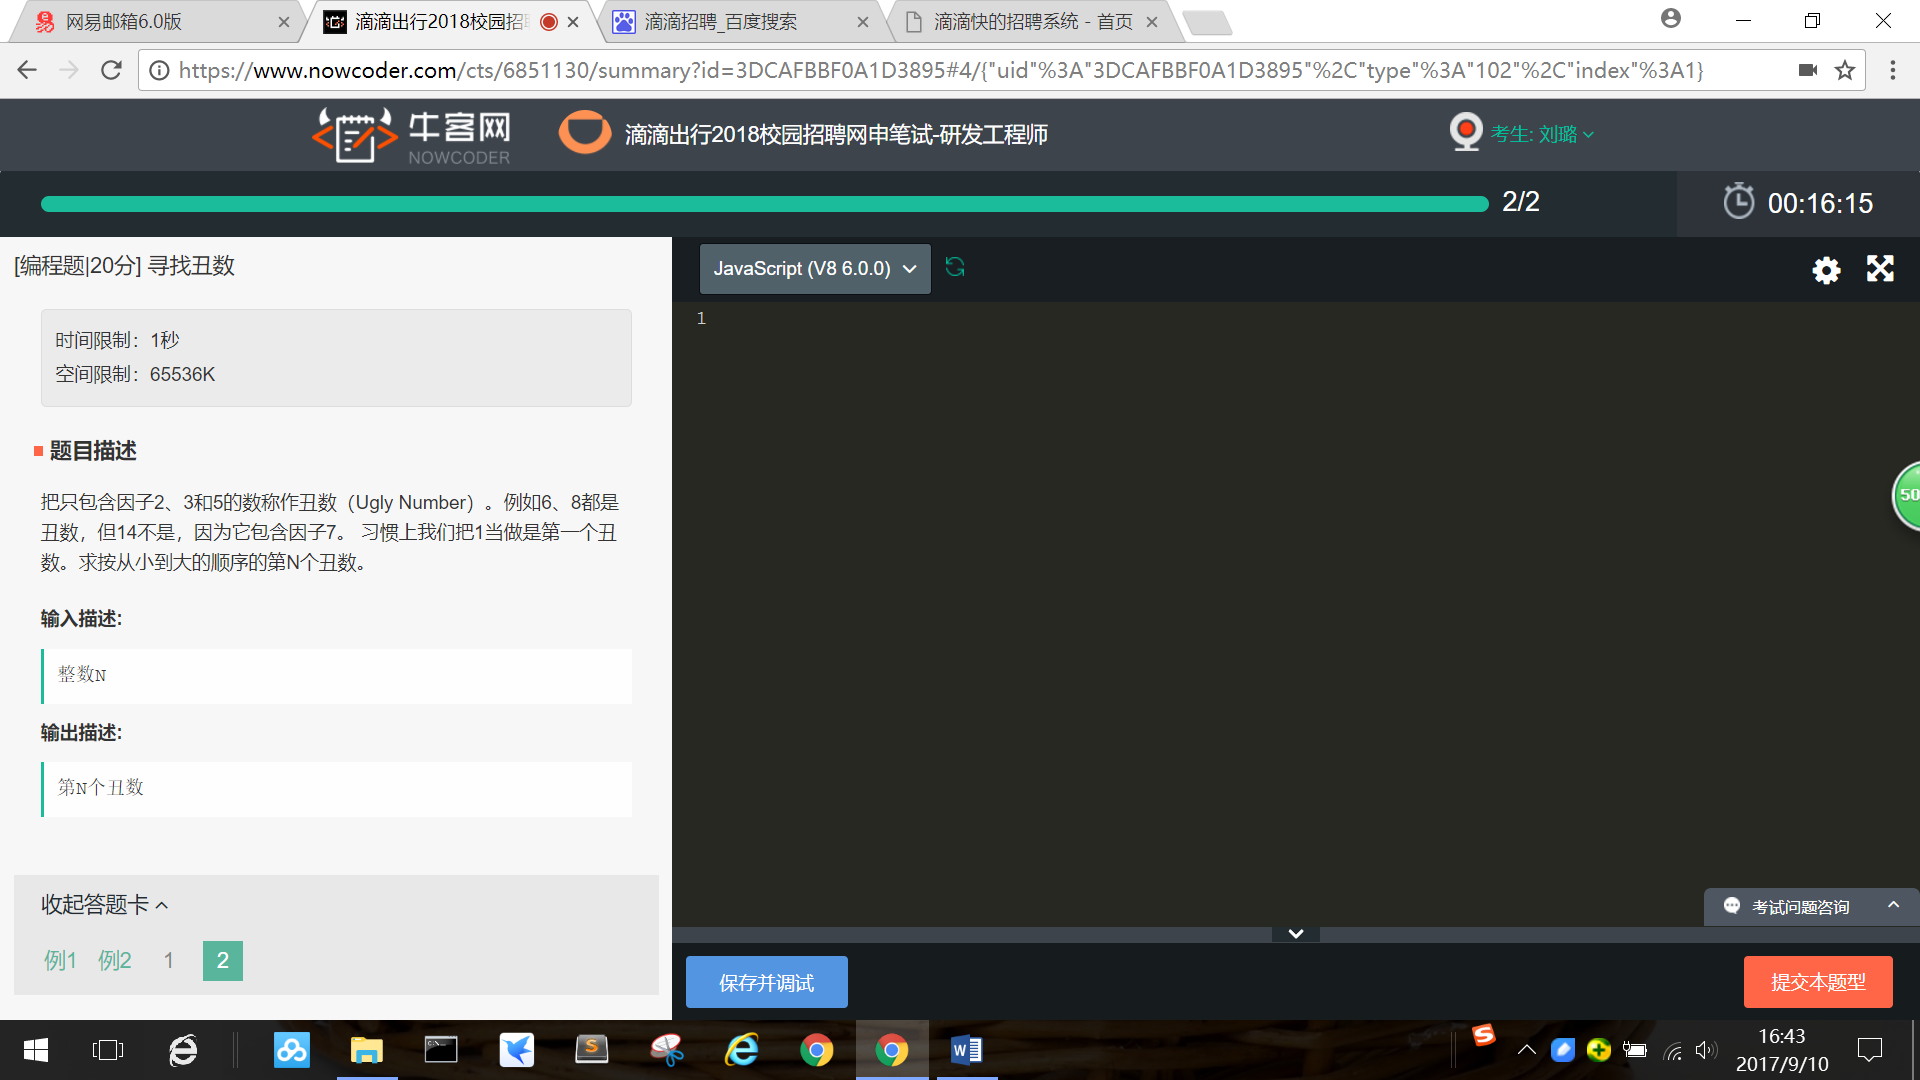 网易邮箱6.0版
滴滴出行2018校园招
滴滴招聘_百度搜索
滴滴快的招聘系统 - 首页
https://www.nowcoder.com/cts/6851130/summary?id=3DCAFBBF0A1D3895#4/{"uid"%3A"3DCAFBBF0A1D3895"%2C"type"%3A"102"%2C"index"%3A1}
牛客网
NOWCODER
滴滴出行2018校园招聘网申笔试-研发工程师
考生: 刘璐
2/2
00:16:15
[编程题|20分] 寻找丑数
时间限制：1秒
空间限制：65536K
题目描述
把只包含因子2、3和5的数称作丑数（Ugly Number）。例如6、8都是
丑数，但14不是，因为它包含因子7。 习惯上我们把1当做是第一个丑
数。求按从小到大的顺序的第N个丑数。
输入描述:
整数N
输出描述:
第N个丑数
收起答题卡
例1 例2 1 2
JavaScript (V8 6.0.0)
1
50
考试问题咨询
保存并调试
提交本题型
16:43
2017/9/10